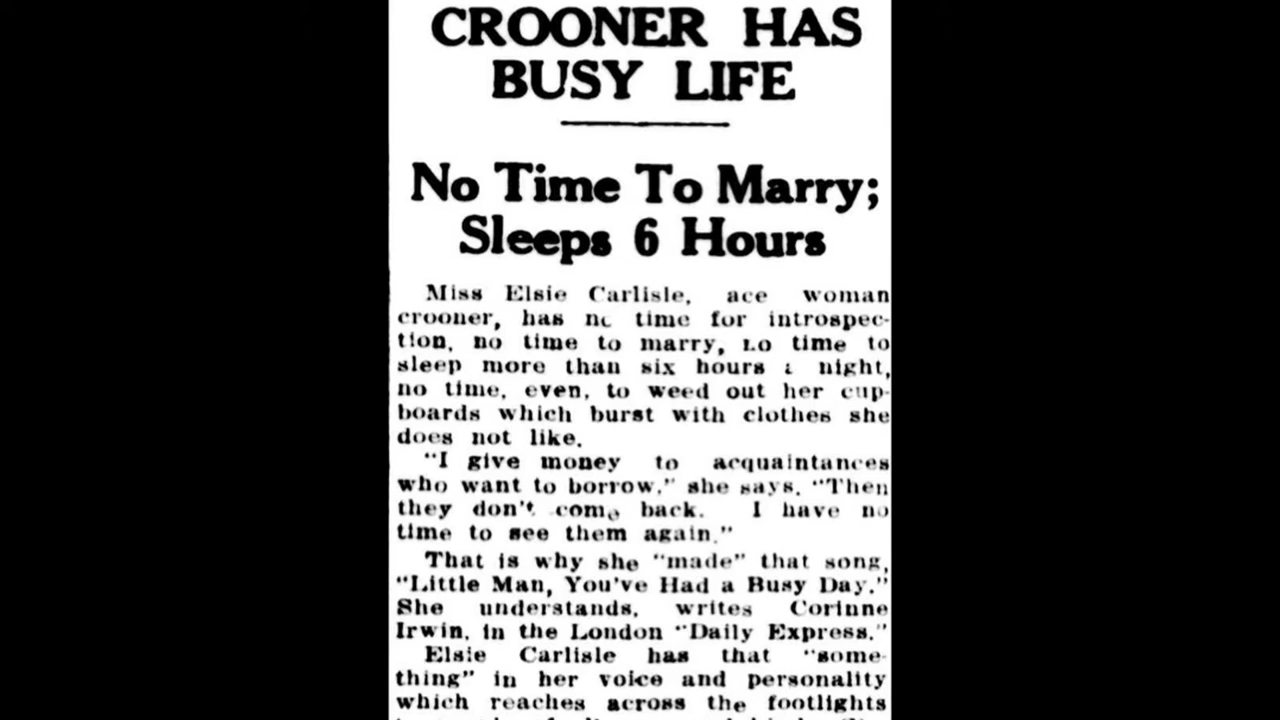 CROONER HAS
BUSY LIFE
No Time To Marry;
Sleeps 6 Hours
Miss Elsie Carlisle, ace woman
crooner, has no time for introspec-
tion, no time to marry, no time to
sleep more than six hours a night,
no time, even, to weed out her cup-
boards which burst with clothes she
does not like.
"I give money to acquaintances
who want to borrow," she says. "Then
they don't come back. I have no
time to see them again."
That is why she "made" that song,
"Little Man, You've Had a Busy Day."
She understands, writes Corinne
Irwin, in the London "Daily Express."
Elsie Carlisle has that "some-
thing" in her voice and personality
which reaches across the footlights